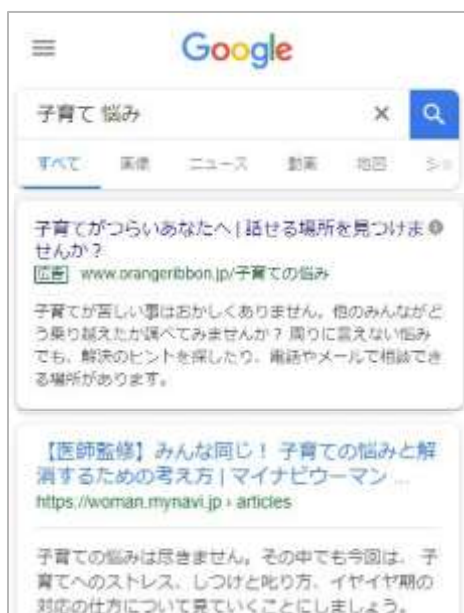 Google
子育て 悩み
すべて 画像 ニュース 動画 地図 ショ
子育てがつらいあなたへ | 話せる場所を見つけま
せんか?
広告 www.orangeribbon.jp/子育ての悩み
子育てが苦しい事はおかしくありません。他のみんながど
う乗り越えたか調べてみませんか? 周りに言えない悩み
でも、解決のヒントを探したり、電話やメールで相談でき
る場所があります。
【医師監修】みんな同じ! 子育ての悩みと解
消するための考え方 | マイナビウーマン ...
https://woman.mynavi.jp › articles
子育ての悩みは尽きません。その中でも今回は、子
育てへのストレス、しつけと叱り方、イヤイヤ期の
対応の仕方について見ていくことにしましょう。